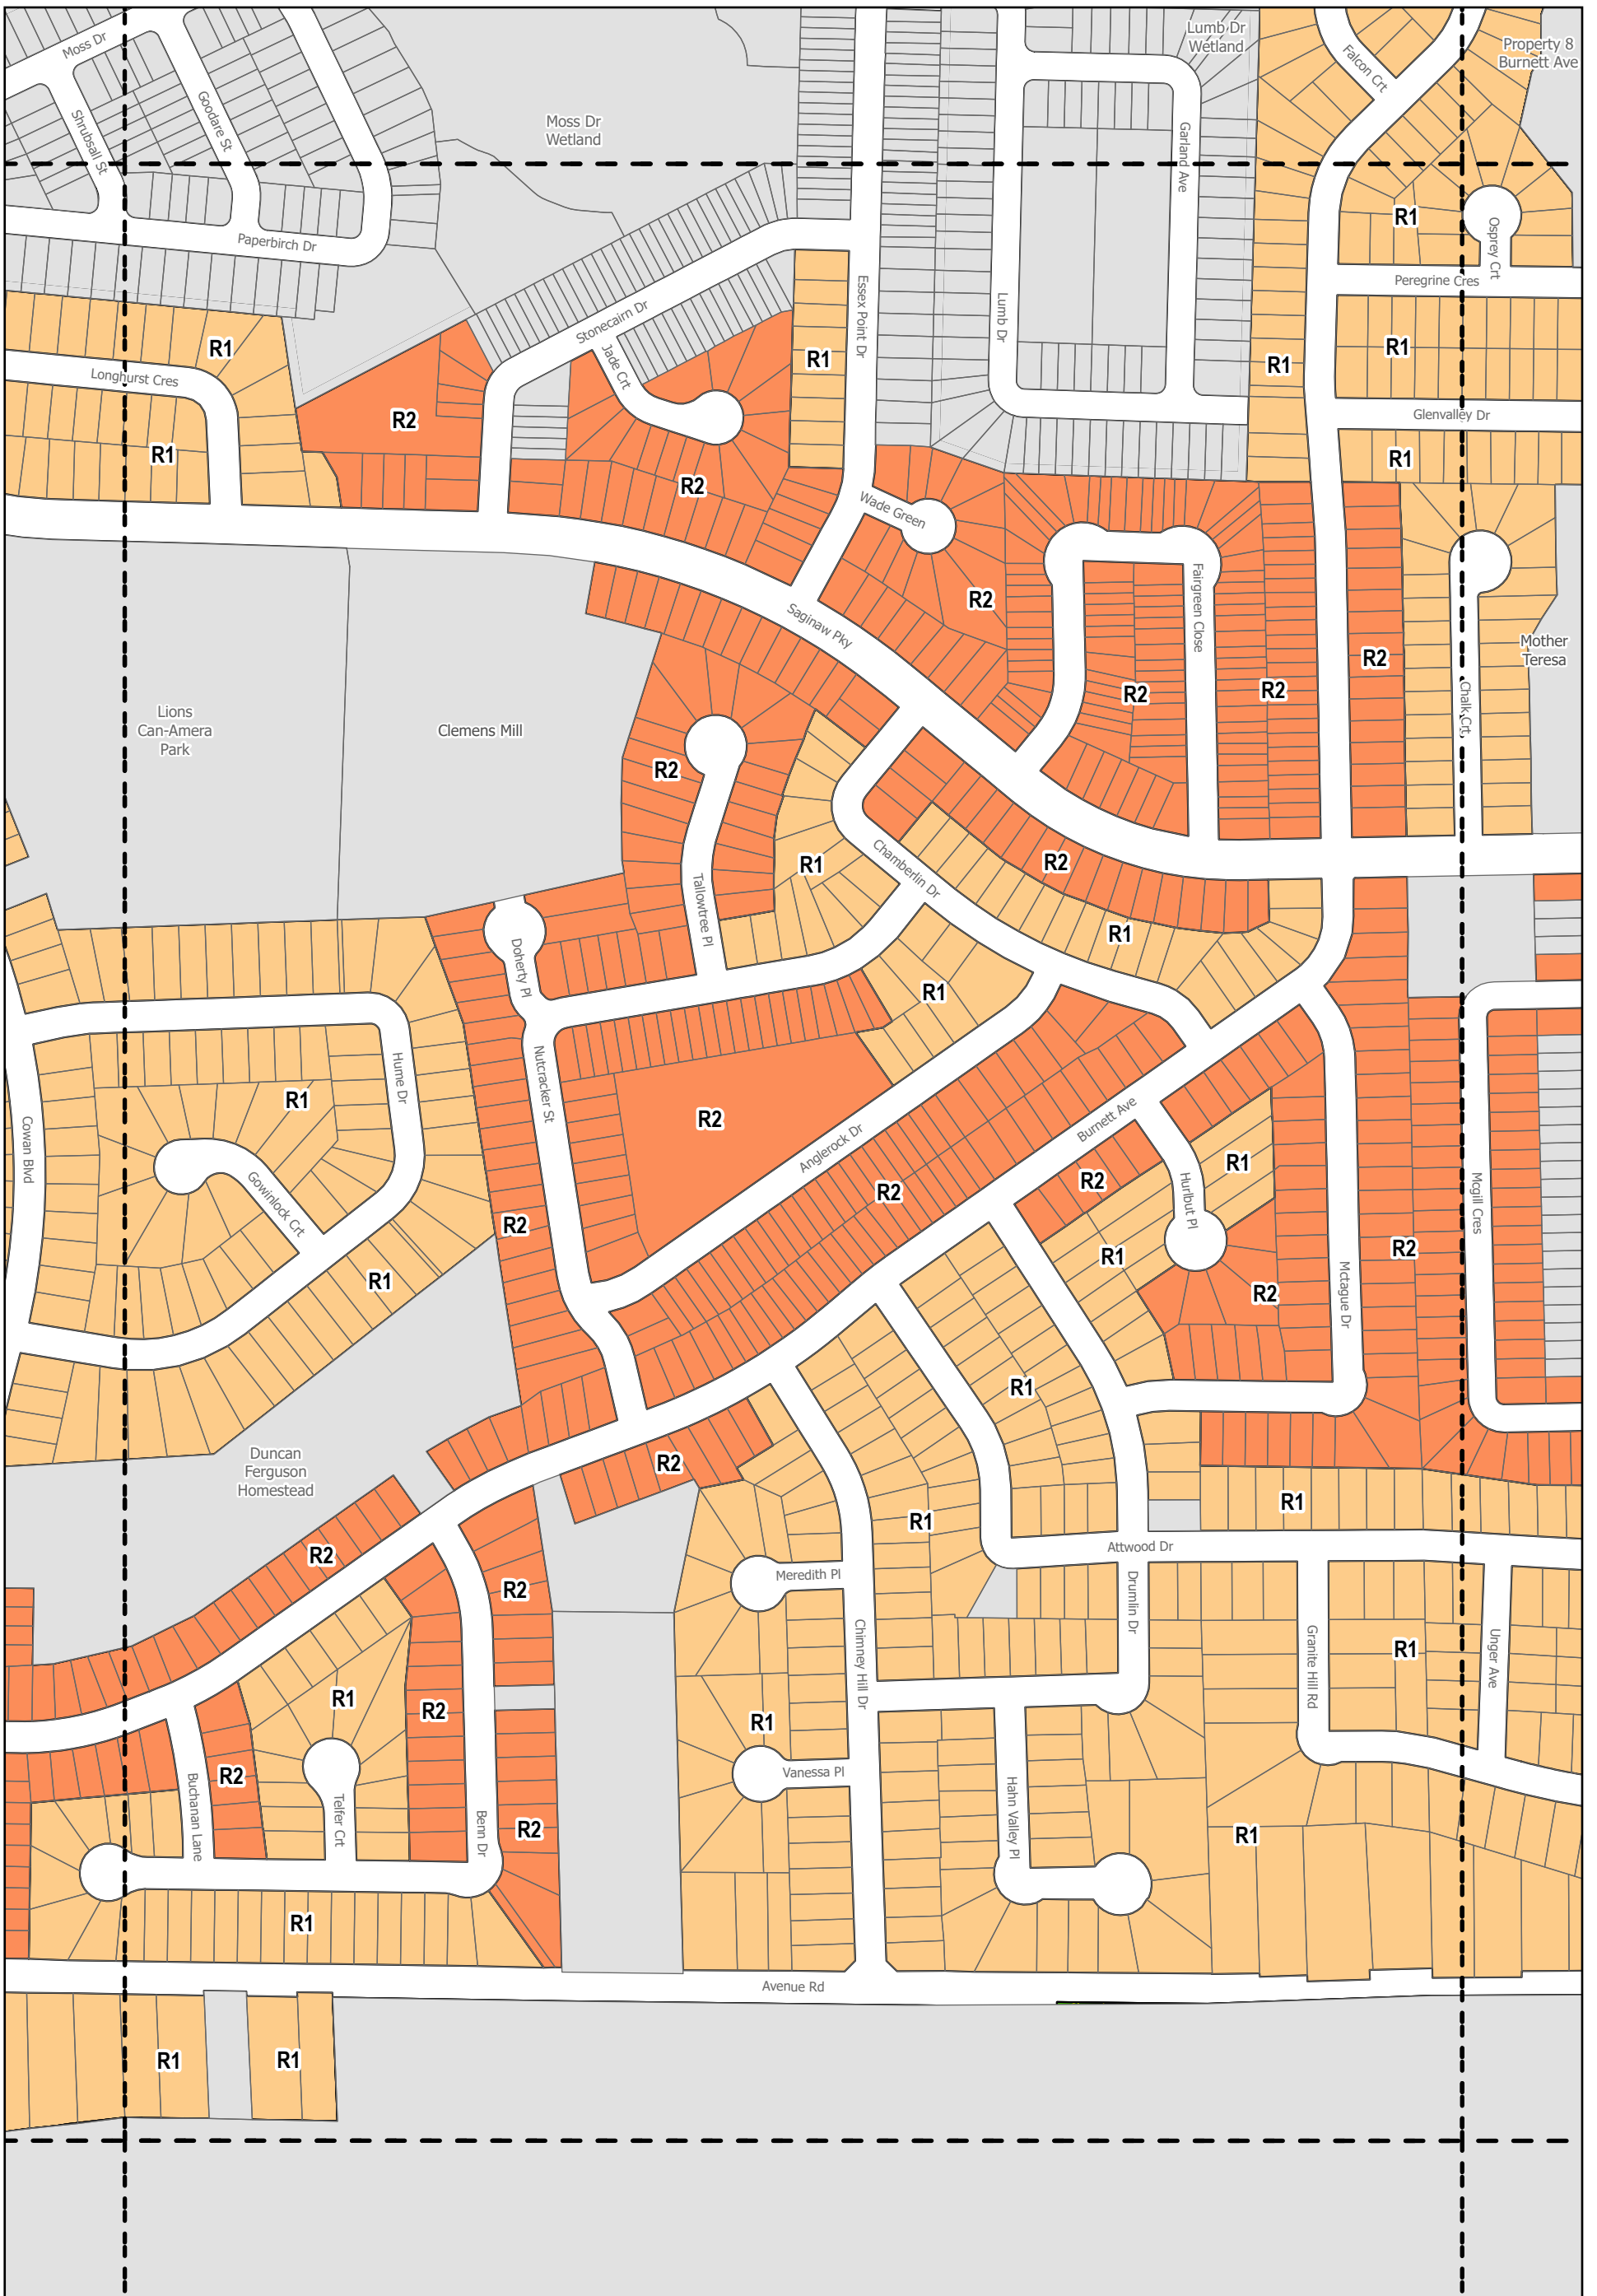 Moss Dr
Shrubsall St
Goodare St
Paperbirch Dr
Moss Dr
Wetland
Lumb Dr
Wetland
Falcon Crt
Property 8
Burnett Ave
Garland Ave
R1
Osprey Crt
Peregrine Cres
Essex Point Dr
Lumb Dr
Stonecairn Dr
Jade Crt
R1
Longhurst Cres
R1
R1
R1
R2
Glenvalley Dr
R1
R1
R2
Wade Green
R2
Saginaw Pky
Fairgreen Close
R2
R2
R2
Mother
Teresa
Chalk Crt
Lions
Can-Amera
Park
Clemens Mill
R2
R1
Chamberlin Dr
R2
R1
Tallowtree Pl
Doherty Pl
R1
Hume Dr
Nutcracker St
R1
R2
Cowan Blvd
Anglerock Dr
Burnett Ave
R2
R2
R1
Hurlbut Pl
Mcgill Cres
Gowinlock Crt
R2
R1
R1
R2
R2
Mctague Dr
R1
Duncan
Ferguson
Homestead
R2
R1
R1
R2
R2
Meredith Pl
Attwood Dr
Drumlin Dr
Chimney Hill Dr
Granite Hill Rd
R1
Unger Ave
R1
R2
R1
R2
Buchanan Lane
Telfer Crt
Benn Dr
R2
Vanessa Pl
Hahn Valley Pl
R1
R1
Avenue Rd
R1
R1